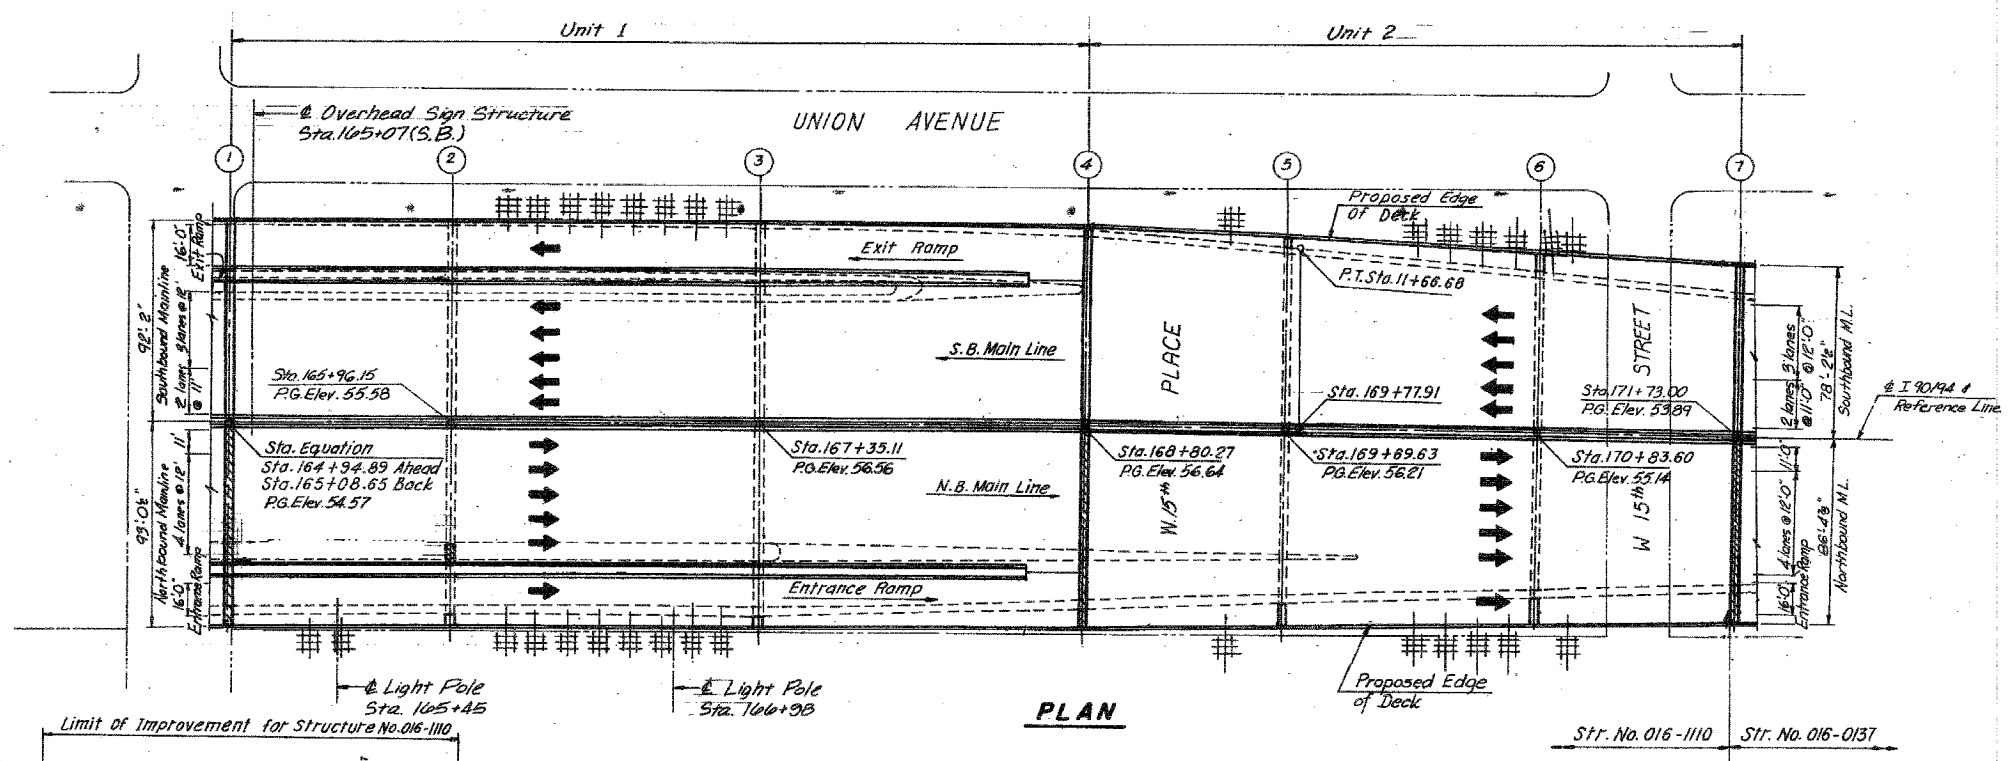 Unit 1
Unit 2
℄ Overhead Sign Structure
Sta.165+07(S.B.)
UNION AVENUE
1
2
3
4
5
6
7
Proposed Edge
of Deck
Exit Ramp
P.T. Sta. 11+66.68
16'-0"
Exit Ramp
92'-2"
Southbound Mainline
3 lanes @ 12'
2 lanes
@ 11'
S.B. Main Line
PLACE
STREET
2 lanes 3 lanes
@ 11'-0" @ 12'-0"
78'-2½"
Southbound M.L.
Sta.165+96.15
P.G.Elev. 55.58
Sta. 169+77.91
Sta.171+73.00
P.G. Elev. 53.89
℄ I 90/94 &
Reference Line
Sta. Equation
Sta. 164+94.89 Ahead
Sta.165+08.65 Back
P.G.Elev. 54.57
Sta.167+35.11
P.G.Elev. 56.56
Sta.168+80.27
P.G.Elev. 56.64
Sta.169+69.63
P.G.Elev. 56.21
Sta.170+83.60
P.G.Elev. 55.14
N.B. Main Line
W. 15th
W 15th
93'-0½"
Northbound Mainline
4 lanes @ 12' 11'
16'-0"
Entrance Ramp
Entrance Ramp
16'-0" 4 lanes @ 12'-0" 11'-0"
Entrance Ramp
Northbound M.L.
℄ Light Pole
Sta. 165+45
℄ Light Pole
Sta. 166+98
Proposed Edge
of Deck
PLAN
Limit of Improvement for Structure No.016-1110
Str. No. 016-1110
Str. No. 016-0137